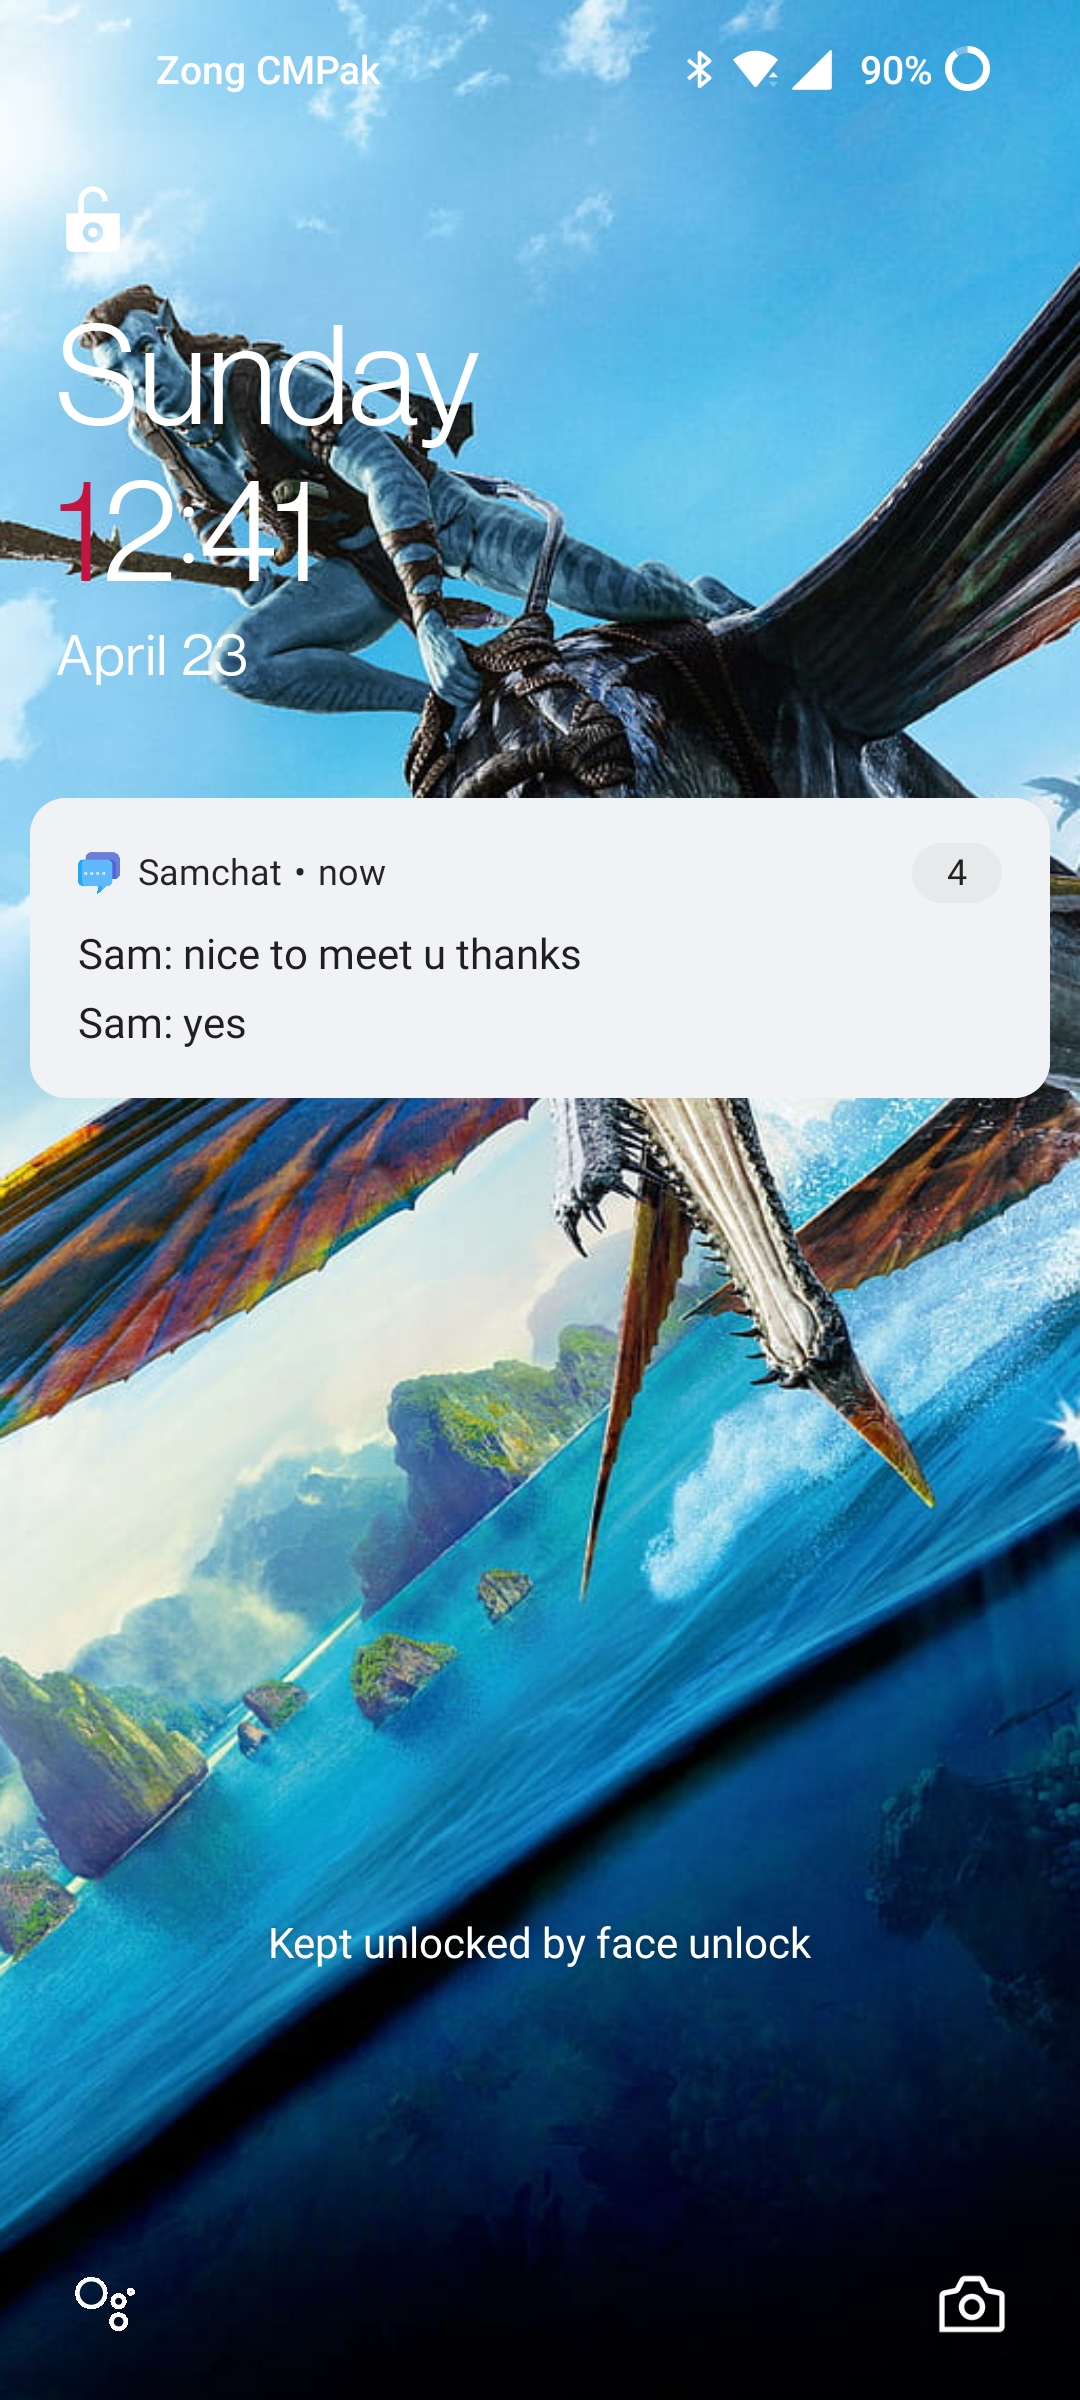 Zong CMPak 90%
Sunday
12:41
April 23
Samchat • now 4
Sam: nice to meet u thanks
Sam: yes
Kept unlocked by face unlock